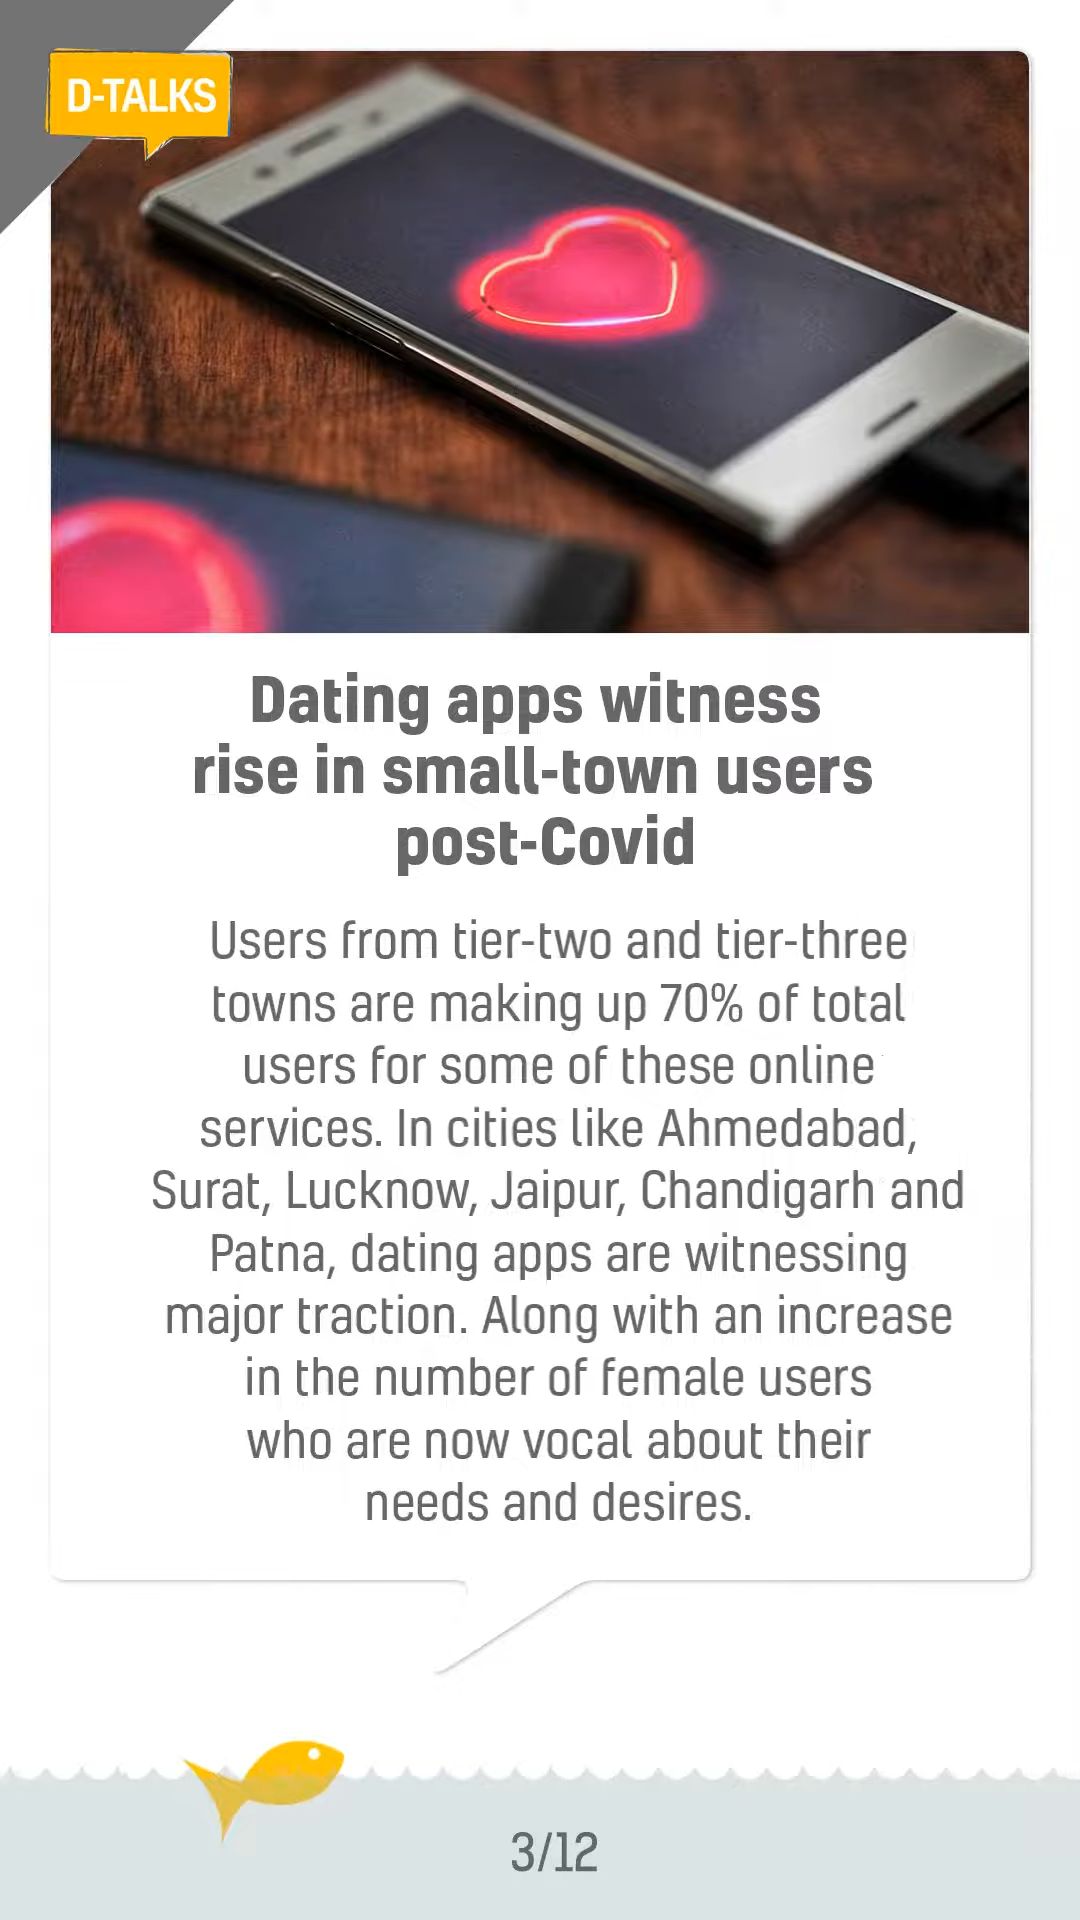 D-TALKS
Dating apps witness
rise in small-town users
post-Covid
Users from tier-two and tier-three
towns are making up 70% of total
users for some of these online
services. In cities like Ahmedabad,
Surat, Lucknow, Jaipur, Chandigarh and
Patna, dating apps are witnessing
major traction. Along with an increase
in the number of female users
who are now vocal about their
needs and desires.
3/12